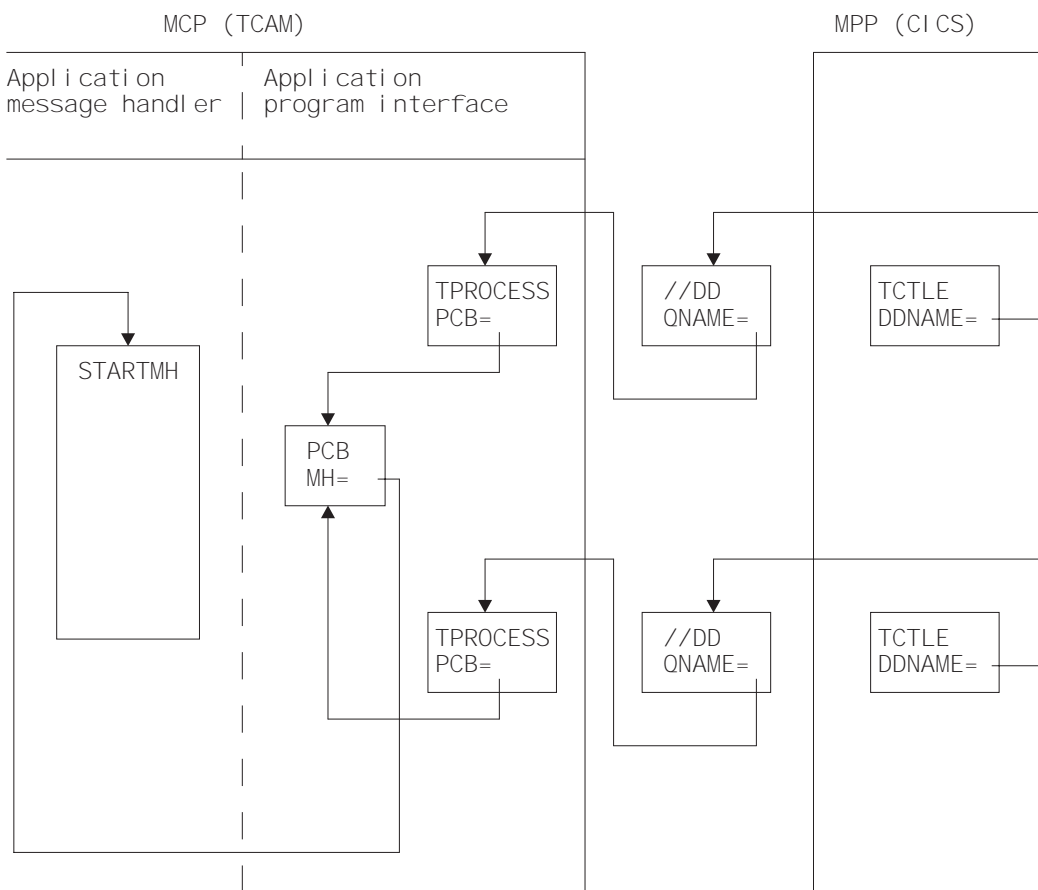 MCP (TCAM)
MPP (CICS)
Application
message handler
Application
program interface
TPROCESS
PCB=
//DD
QNAME=
TCTLE
DDNAME=
STARTMH
PCB
MH=
TPROCESS
PCB=
//DD
QNAME=
TCTLE
DDNAME=